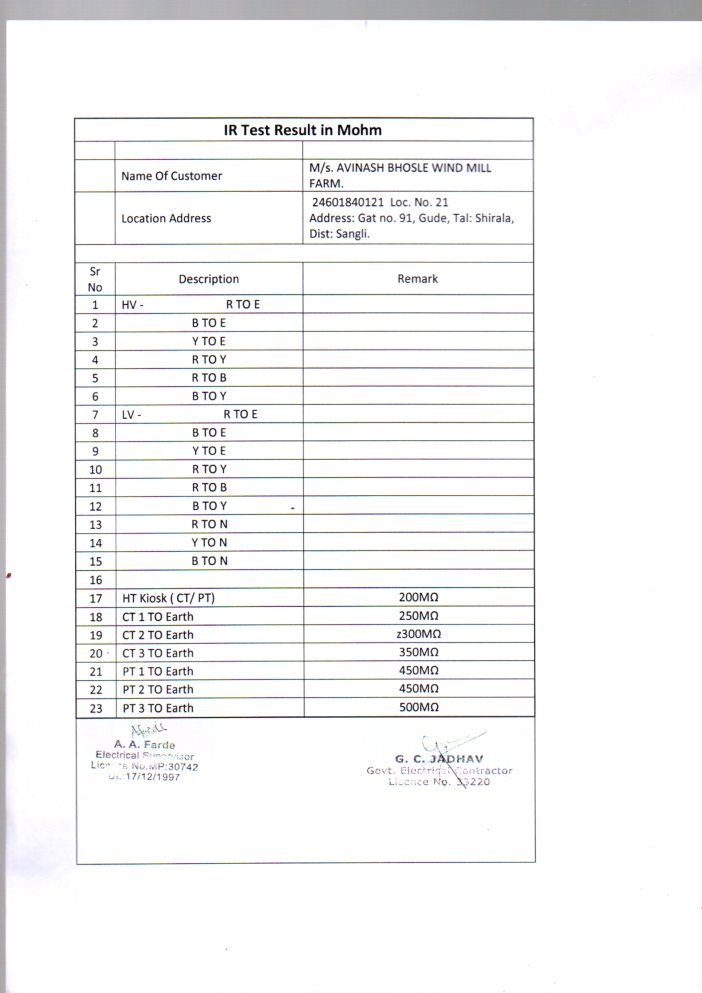 IR Test Result in Mohm
Name Of Customer
M/s. AVINASH BHOSLE WIND MILL
FARM.
Location Address
24601840121 Loc. No. 21
Address: Gat no. 91, Gude, Tal: Shirala,
Dist: Sangli.
Sr
No Description Remark
1 HV - R TO E
2 B TO E
3 Y TO E
4 R TO Y
5 R TO B
6 B TO Y
7 LV - R TO E
8 B TO E
9 Y TO E
10 R TO Y
11 R TO B
12 B TO Y
13 R TO N
14 Y TO N
15 B TO N
16
17 HT Kiosk ( CT/ PT) 200MΩ
18 CT 1 TO Earth 250MΩ
19 CT 2 TO Earth z300MΩ
20 CT 3 TO Earth 350MΩ
21 PT 1 TO Earth 450MΩ
22 PT 2 TO Earth 450MΩ
23 PT 3 TO Earth 500MΩ
A. A. Farde
Electrical Supervisor
Licence No.MP:30742
17/12/1997
G. C. JADHAV
Govt. Electrical Contractor
Licence No. 33220